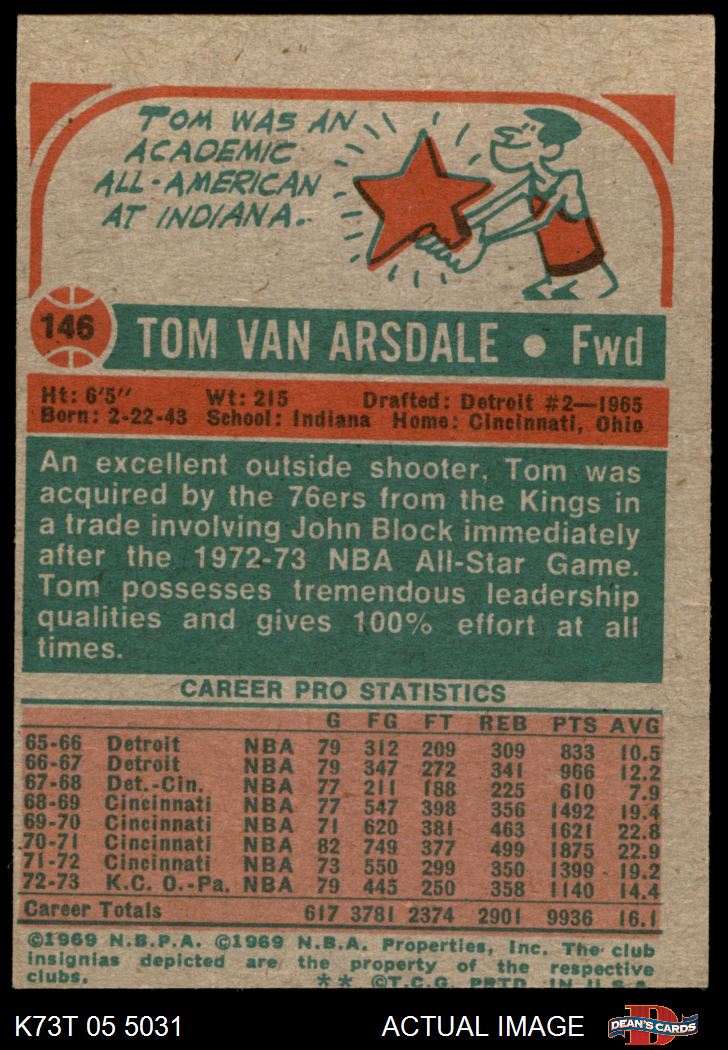 TOM WAS AN
ACADEMIC
ALL-AMERICAN
AT INDIANA..
146
TOM VAN ARSDALE • Fwd
Ht: 6'5" Wt: 215 Drafted: Detroit #2—1965
Born: 2-22-43 School: Indiana Home: Cincinnati, Ohio
An excellent outside shooter, Tom was
acquired by the 76ers from the Kings in
a trade involving John Block immediately
after the 1972-73 NBA All-Star Game.
Tom possesses tremendous leadership
qualities and gives 100% effort at all
times.
CAREER PRO STATISTICS
G FG FT REB PTS AVG
65-66 Detroit NBA 79 312 209 309 833 10.5
66-67 Detroit NBA 79 347 272 341 966 12.2
67-68 Det.-Cin. NBA 77 211 188 225 610 7.9
68-69 Cincinnati NBA 77 547 398 356 1492 19.4
69-70 Cincinnati NBA 71 620 381 463 1621 22.8
70-71 Cincinnati NBA 82 749 377 499 1875 22.9
71-72 Cincinnati NBA 73 550 299 350 1399 19.2
72-73 K.C. O.-Pa. NBA 79 445 250 358 1140 14.4
Career Totals 617 3781 2374 2901 9936 16.1
©1969 N.B.P.A. ©1969 N.B.A. Properties, Inc. The club
insignias depicted are the property of the respective
clubs. ** ©T.C.G. PRTD. IN U.S.A.
K73T 05 5031 ACTUAL IMAGE DEAN'S CARDS